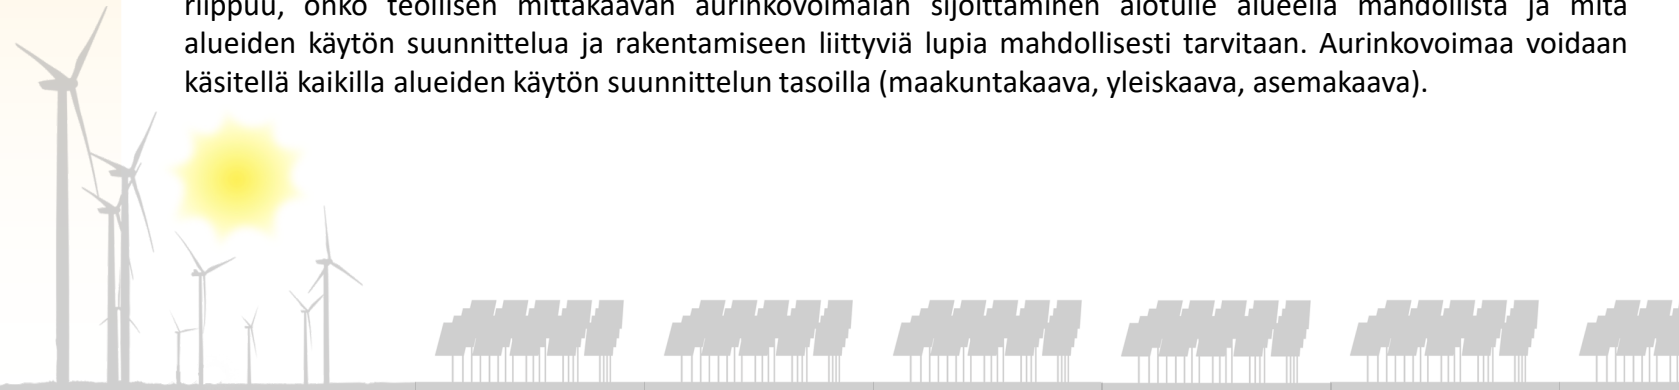 riippuu, onko teollisen mittakaavan aurinkovoimalan sijoittaminen aiotulle alueella mahdollista ja mitä
alueiden käytön suunnittelua ja rakentamiseen liittyviä lupia mahdollisesti tarvitaan. Aurinkovoimaa voidaan
käsitellä kaikilla alueiden käytön suunnittelun tasoilla (maakuntakaava, yleiskaava, asemakaava).